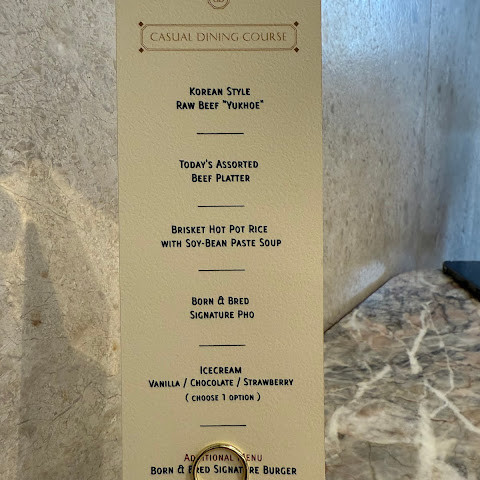 CASUAL DINING COURSE
KOREAN STYLE
RAW BEEF "YUKHOE"
TODAY'S ASSORTED
BEEF PLATTER
BRISKET HOT POT RICE
WITH SOY-BEAN PASTE SOUP
BORN & BRED
SIGNATURE PHO
ICECREAM
VANILLA / CHOCOLATE / STRAWBERRY
( CHOOSE 1 OPTION )
ADDITIONAL MENU
BORN & BRED SIGNATURE BURGER